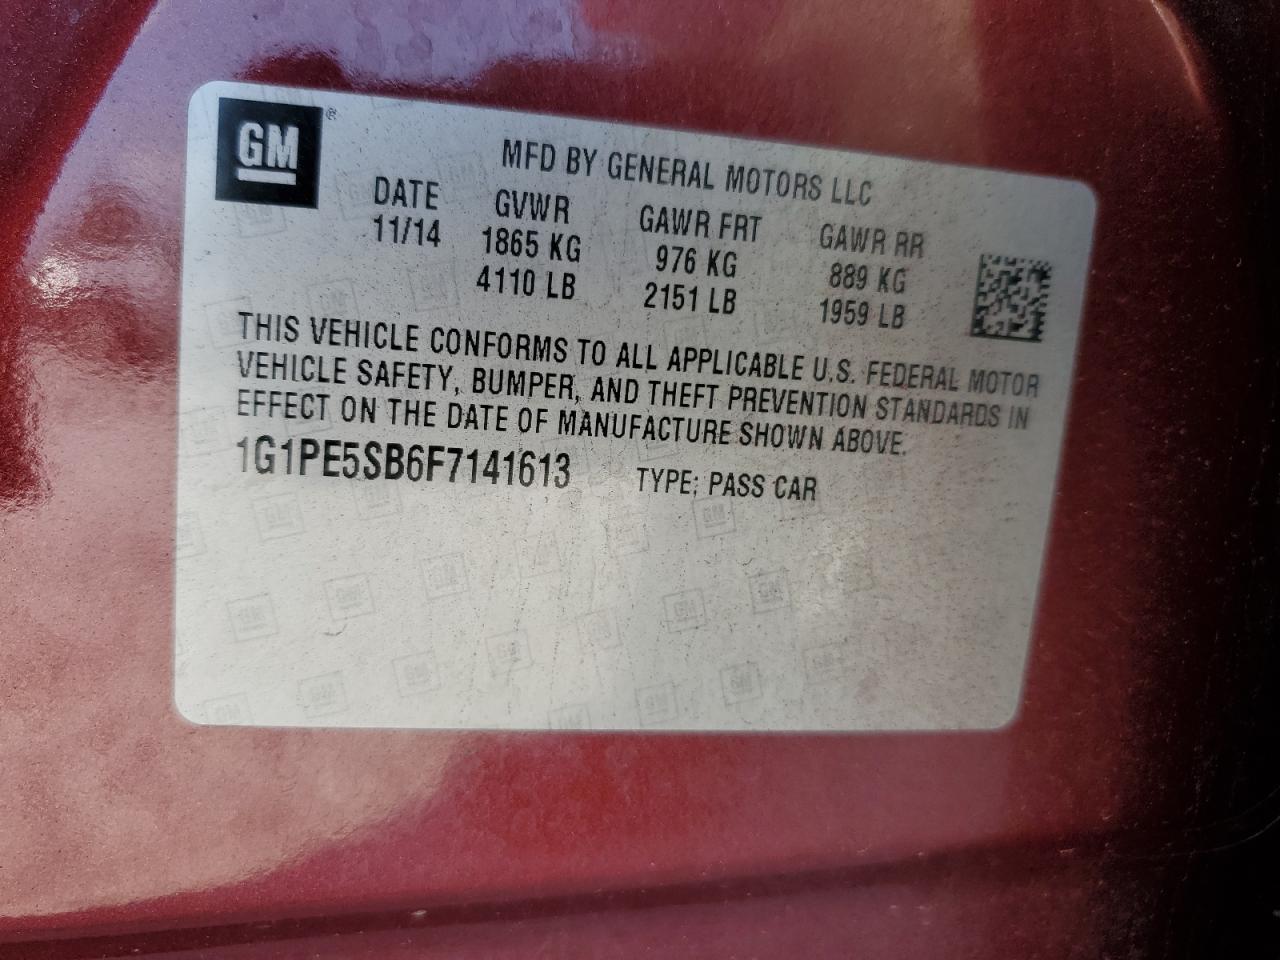 GM®
MFD BY GENERAL MOTORS LLC
DATE GVWR GAWR FRT GAWR RR
11/14 1865 KG 976 KG 889 KG
4110 LB 2151 LB 1959 LB
THIS VEHICLE CONFORMS TO ALL APPLICABLE U.S. FEDERAL MOTOR
VEHICLE SAFETY, BUMPER, AND THEFT PREVENTION STANDARDS IN
EFFECT ON THE DATE OF MANUFACTURE SHOWN ABOVE.
1G1PE5SB6F7141613 TYPE: PASS CAR